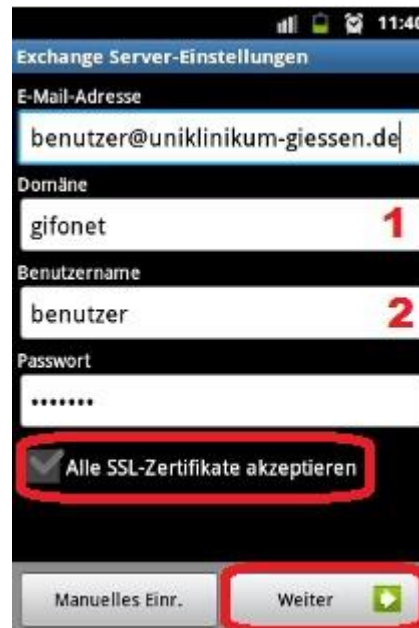 11:40
Exchange Server-Einstellungen
E-Mail-Adresse
benutzer@uniklinikum-giessen.de
Domäne
gifonet 1
Benutzername
benutzer 2
Passwort
•••••••
Alle SSL-Zertifikate akzeptieren
Manuelles Einr. Weiter